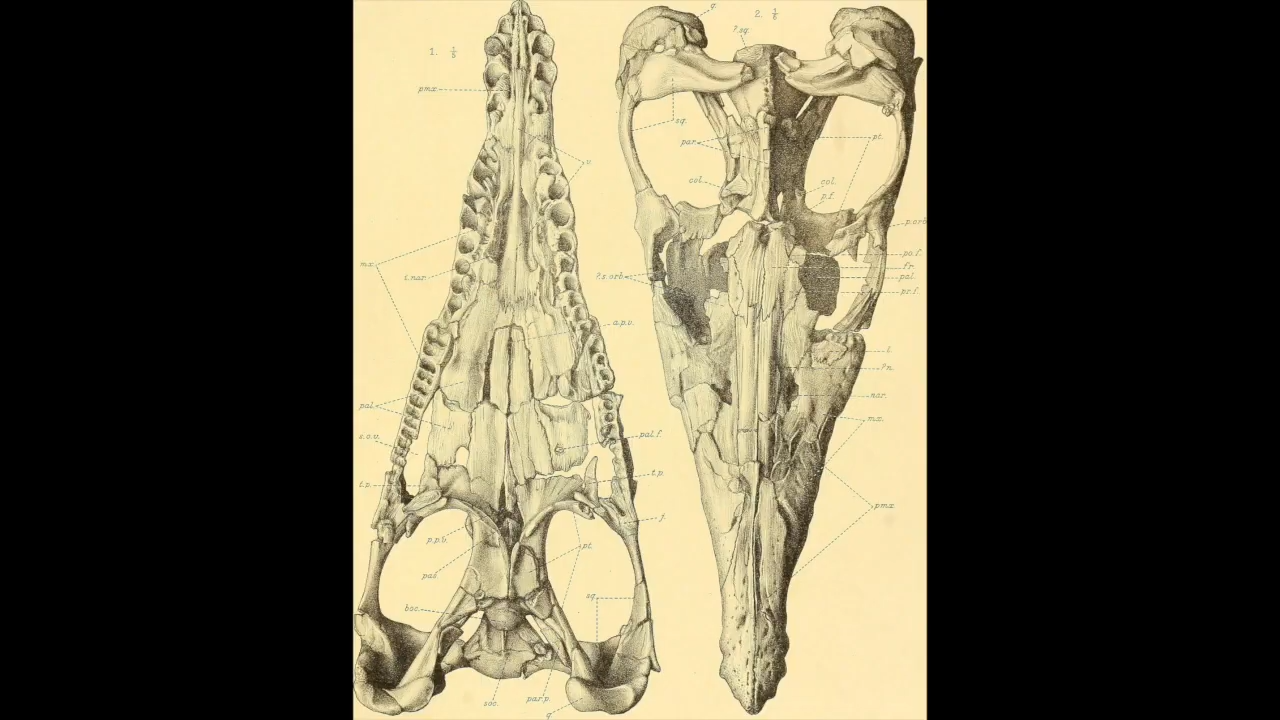 1. 1/5
pmx.
v.
mx.
i.nar.
a.p.v.
pal.
s.o.v.
pal.f.
t.p.
t.p.
j.
p.p.v.
pt.
pas.
boc.
sq.
soc.
par.p.
q
2. 1/6
q.
?.sq.
sq.
par.
pt.
col.
col.
p.f.
p.orb
po.f.
?.s.orb.
fr.
pal.
pr.f.
l.
?n.
nar.
mx.
pmx.